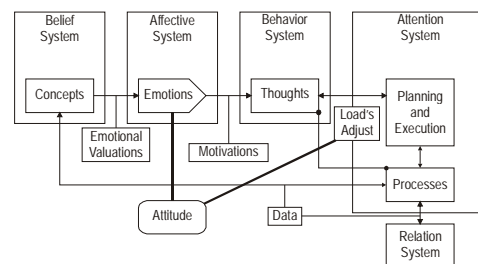 Belief
System
Affective
System
Behavior
System
Attention
System
Concepts
Emotions
Thoughts
Planning
and
Execution
Load's
Adjust
Emotional
Valuations
Motivations
Processes
Attitude
Data
Relation
System